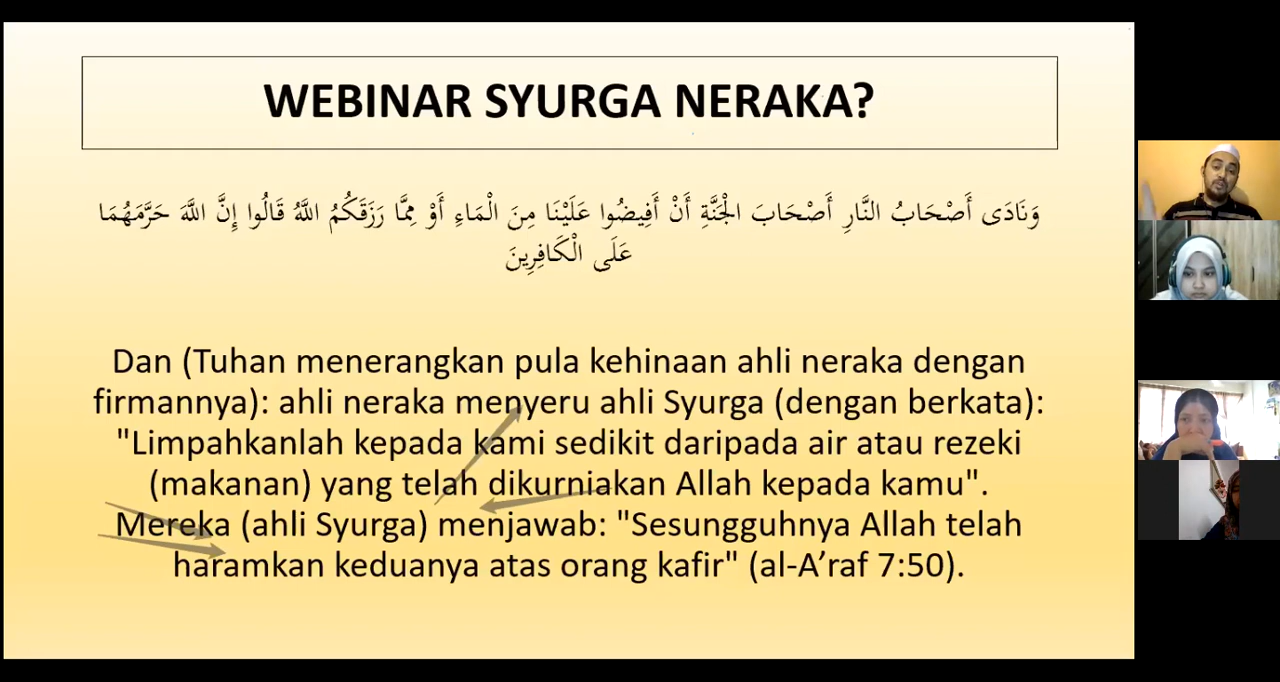 WEBINAR SYURGA NERAKA?
وَنَادَى أَصْحَابُ النَّارِ أَصْحَابَ الْجَنَّةِ أَنْ أَفِيضُوا عَلَيْنَا مِنَ الْمَاءِ أَوْ مِمَّا رَزَقَكُمُ اللَّهُ قَالُوا إِنَّ اللَّهَ حَرَّمَهُمَا
عَلَى الْكَافِرِينَ
Dan (Tuhan menerangkan pula kehinaan ahli neraka dengan
firmannya): ahli neraka menyeru ahli Syurga (dengan berkata):
"Limpahkanlah kepada kami sedikit daripada air atau rezeki
(makanan) yang telah dikurniakan Allah kepada kamu".
Mereka (ahli Syurga) menjawab: "Sesungguhnya Allah telah
haramkan keduanya atas orang kafir" (al-A’raf 7:50).